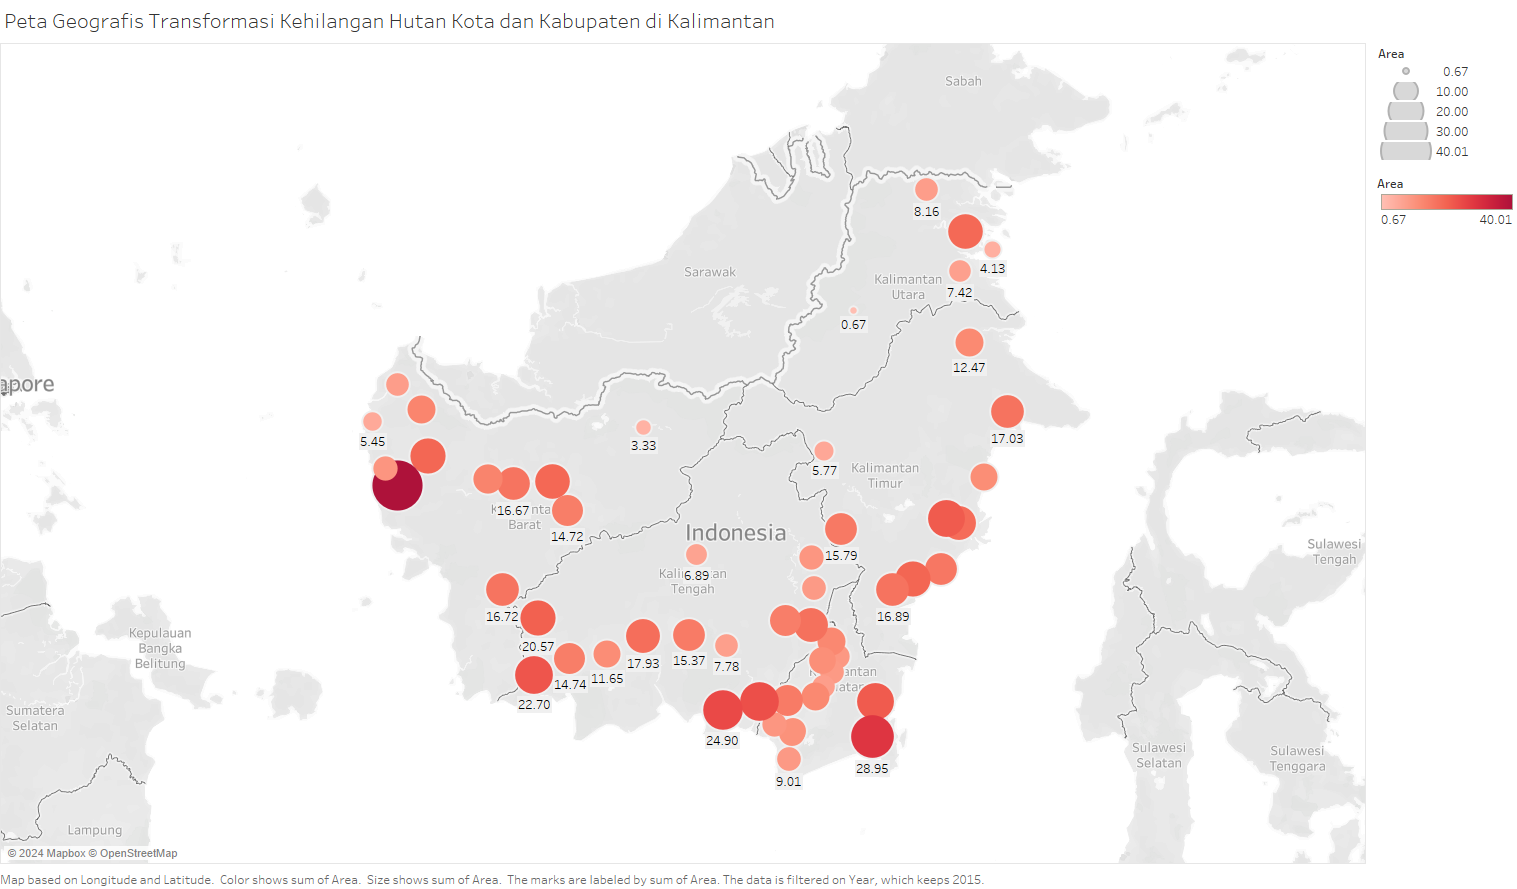 Peta Geografis Transformasi Kehilangan Hutan Kota dan Kabupaten di Kalimantan
Area
0.67
10.00
20.00
30.00
40.01
Area
0.67
40.01
Sabah
8.16
4.13
Sarawak
Kalimantan
Utara
7.42
0.67
12.47
apore
17.03
5.45
3.33
5.77
Kalimantan
Timur
16.67
Barat
14.72
Indonesia
15.79
6.89
Tengah
Sulawesi
Tengah
16.72
16.89
20.57
Kepulauan
Bangka
Belitung
17.93
15.37
7.78
14.74
11.65
22.70
Sumatera
Selatan
24.90
28.95
9.01
Sulawesi
Selatan
Sulawesi
Tenggara
Lampung
© 2024 Mapbox © OpenStreetMap
Map based on Longitude and Latitude. Color shows sum of Area. Size shows sum of Area. The marks are labeled by sum of Area. The data is filtered on Year, which keeps 2015.